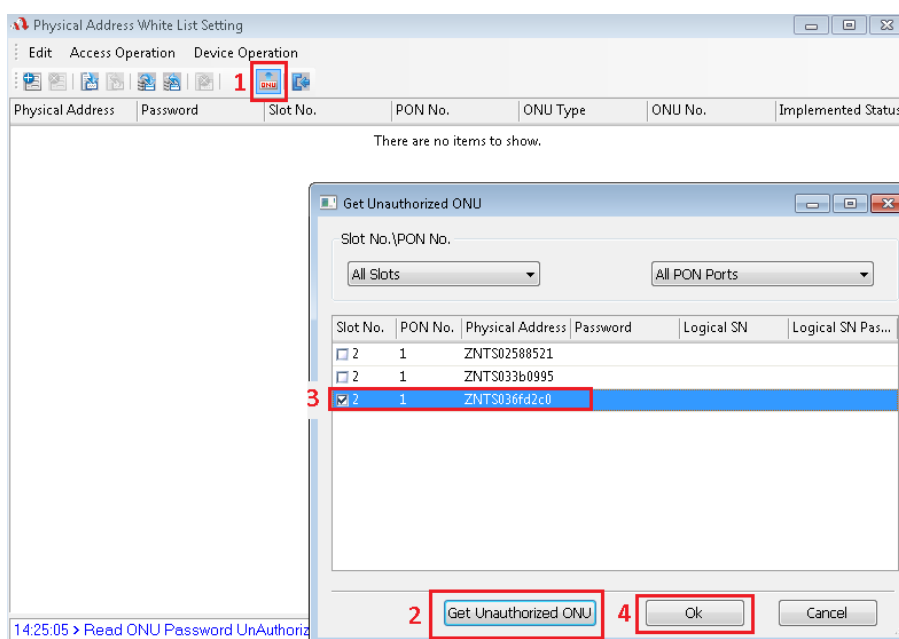 Physical Address White List Setting
Edit Access Operation Device Operation
1 ONU
Physical Address Password Slot No. PON No. ONU Type ONU No. Implemented Status
There are no items to show.
Get Unauthorized ONU
Slot No.\PON No.
All Slots All PON Ports
Slot No. PON No. Physical Address Password Logical SN Logical SN Pas...
2 1 ZNTS02588521
2 1 ZNTS033b0995
3 2 1 ZNTS036fd2c0
2 Get Unauthorized ONU 4 Ok Cancel
14:25:05 > Read ONU Password UnAuthoriz